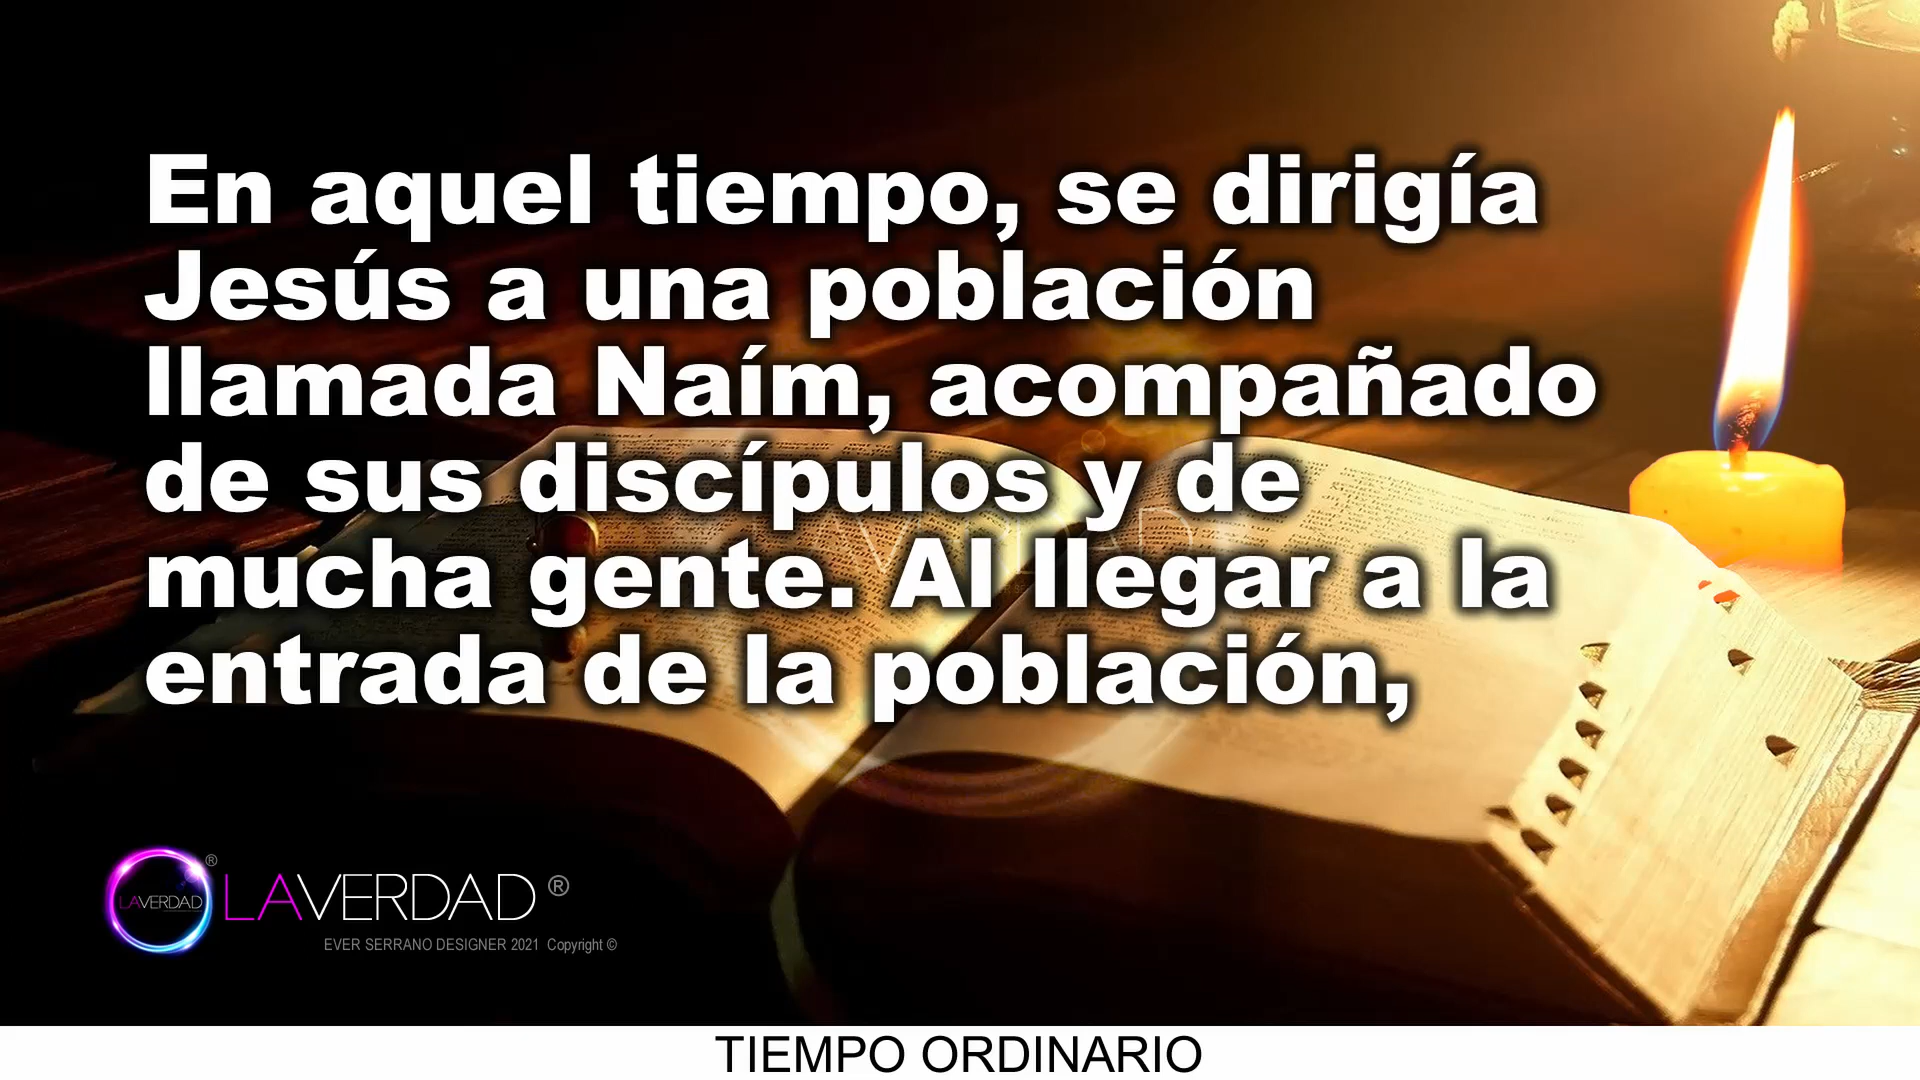 En aquel tiempo, se dirigía
Jesús a una población
llamada Naím, acompañado
de sus discípulos y de
mucha gente. Al llegar a la
entrada de la población,
LAVERDAD ®
LAVERDAD ®
EVER SERRANO DESIGNER 2021 Copyright ©
TIEMPO ORDINARIO